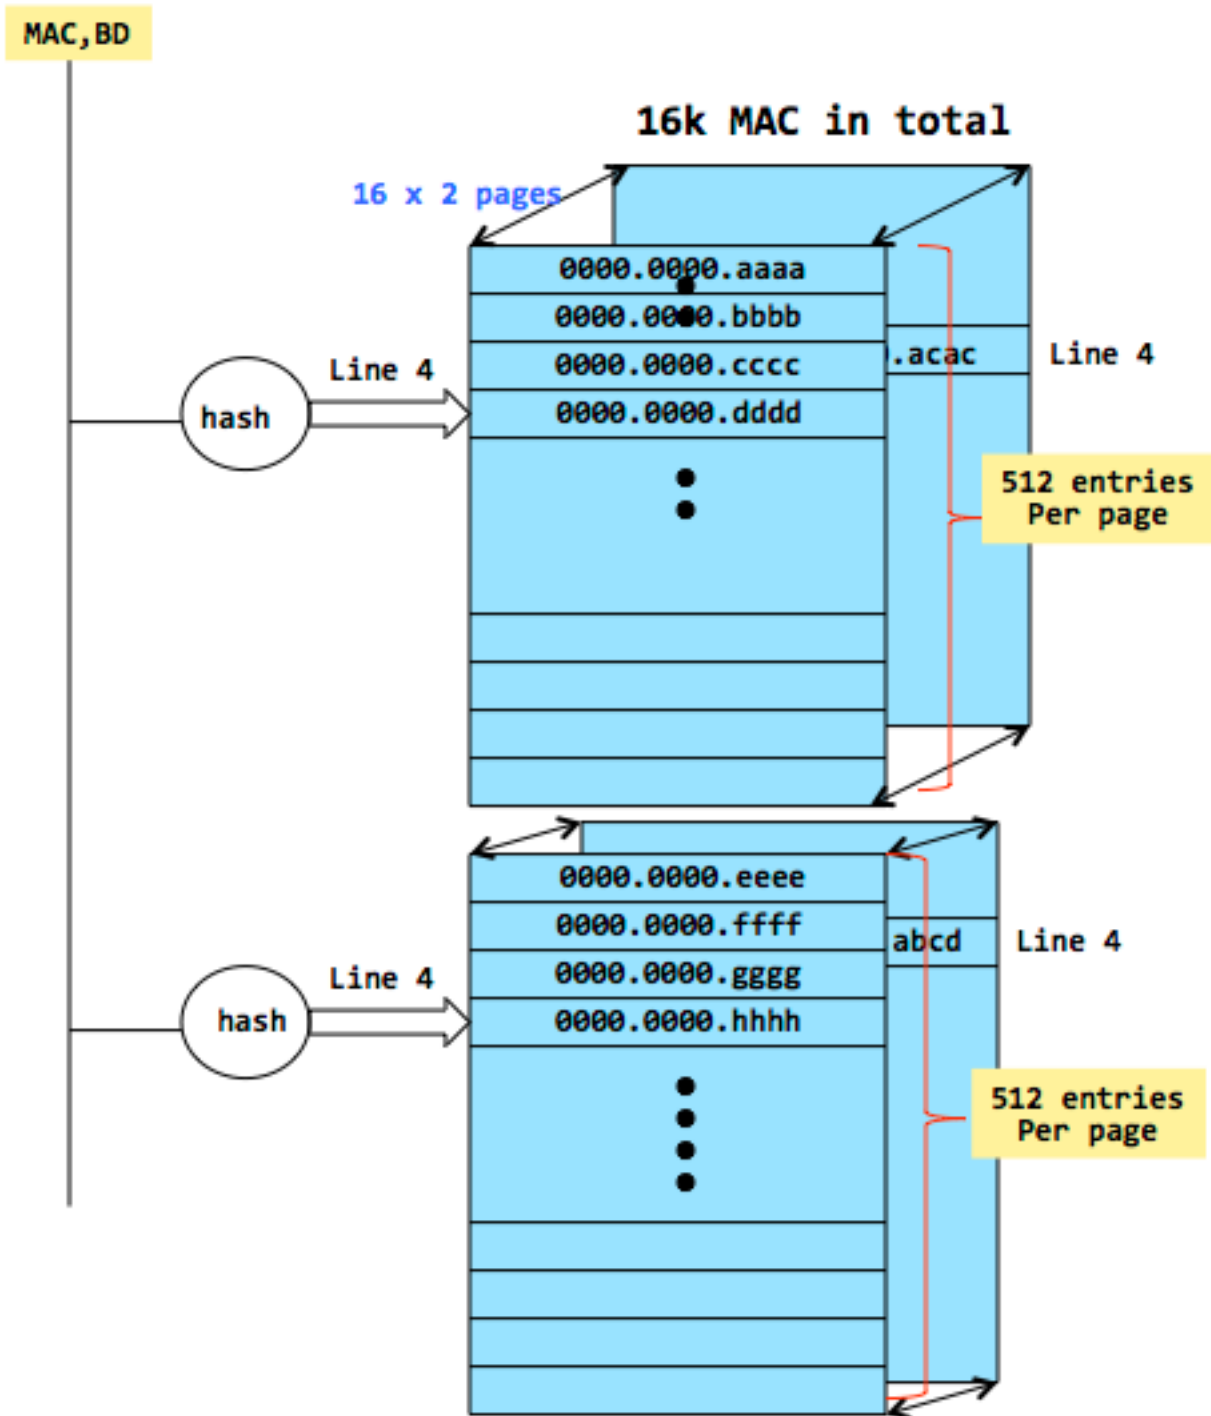 MAC,BD
16k MAC in total
16 x 2 pages
0000.0000.aaaa
0000.0000.bbbb
0000.0000.cccc
0000.0000.dddd
.acac
Line 4
Line 4
hash
512 entries
Per page
0000.0000.eeee
0000.0000.ffff
0000.0000.gggg
0000.0000.hhhh
abcd
Line 4
Line 4
hash
512 entries
Per page